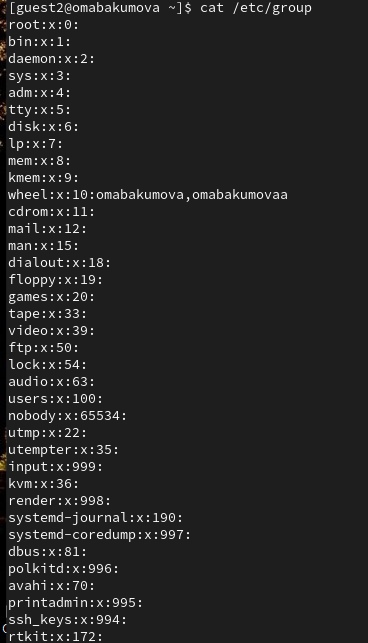 [guest2@omabakumova ~]$ cat /etc/group
root:x:0:
bin:x:1:
daemon:x:2:
sys:x:3:
adm:x:4:
tty:x:5:
disk:x:6:
lp:x:7:
mem:x:8:
kmem:x:9:
wheel:x:10:omabakumova,omabakumovaa
cdrom:x:11:
mail:x:12:
man:x:15:
dialout:x:18:
floppy:x:19:
games:x:20:
tape:x:33:
video:x:39:
ftp:x:50:
lock:x:54:
audio:x:63:
users:x:100:
nobody:x:65534:
utmp:x:22:
utempter:x:35:
input:x:999:
kvm:x:36:
render:x:998:
systemd-journal:x:190:
systemd-coredump:x:997:
dbus:x:81:
polkitd:x:996:
avahi:x:70:
printadmin:x:995:
ssh_keys:x:994:
rtkit:x:172: